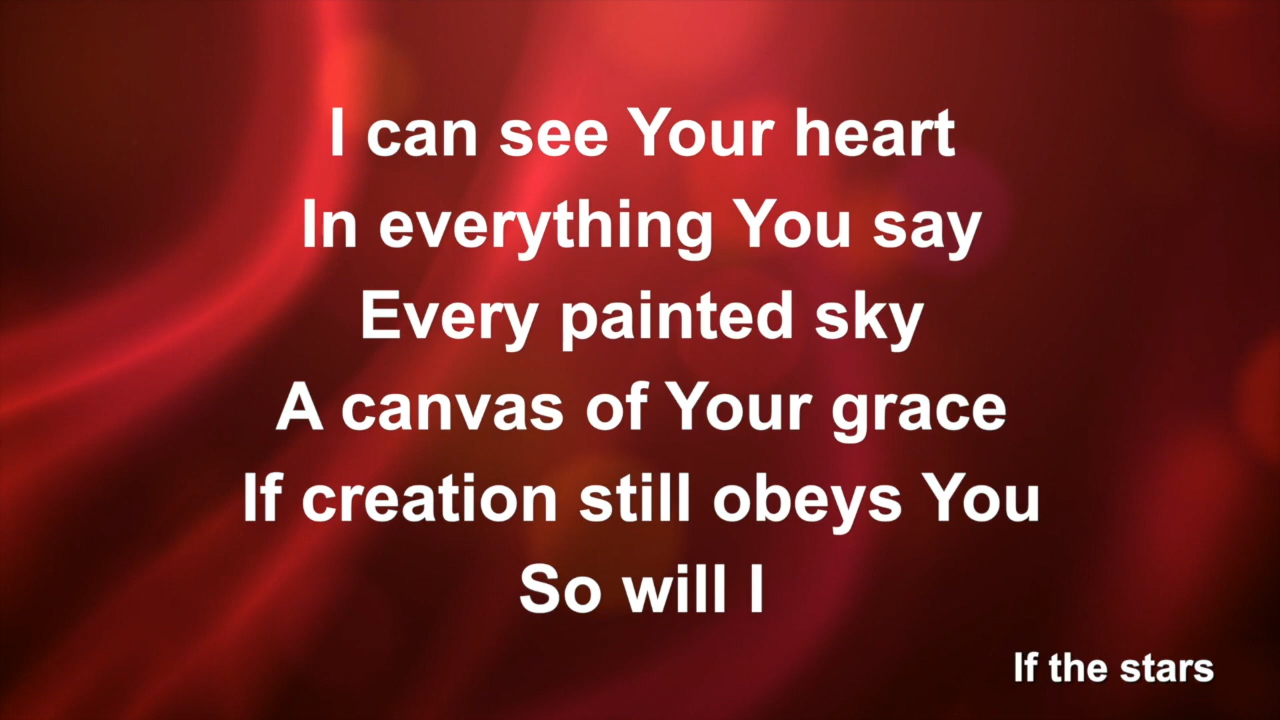 I can see Your heart
In everything You say
Every painted sky
A canvas of Your grace
If creation still obeys You
So will I
If the stars